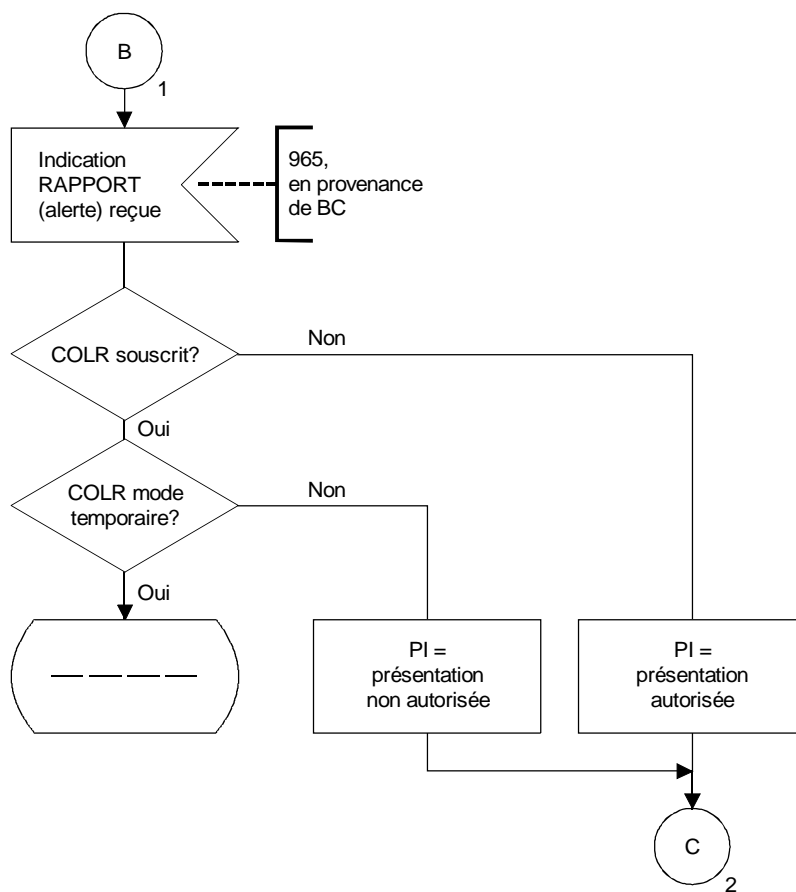 B
1
Indication
RAPPORT
(alerte) reçue
965,
en provenance
de BC
COLR souscrit?
Non
Oui
COLR mode
temporaire?
Non
Oui
PI =
présentation
non autorisée
PI =
présentation
autorisée
C
2